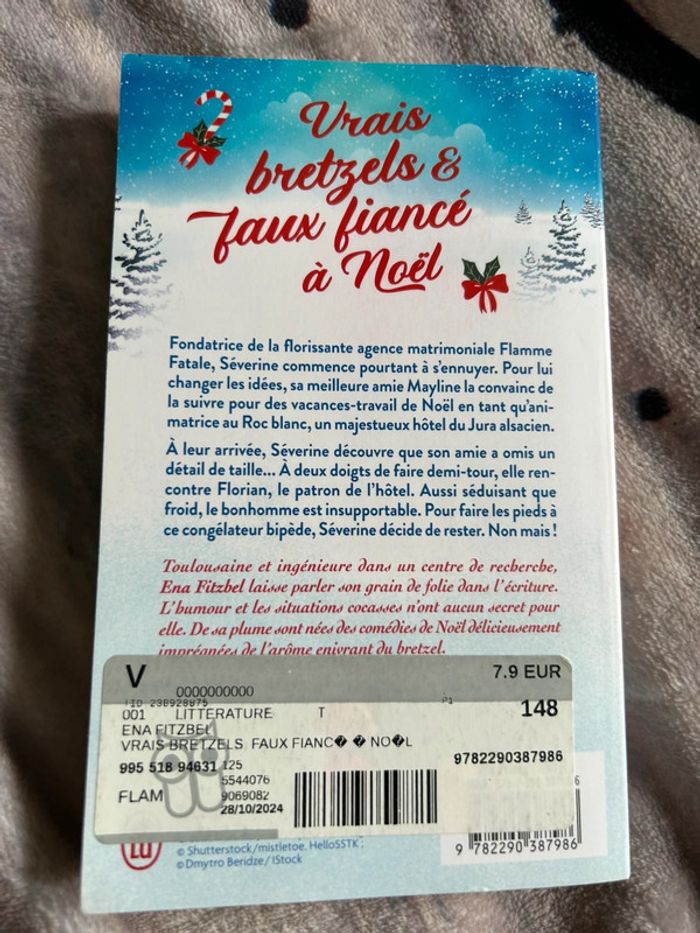 Vrais
bretzels &
faux fiancé
à Noël
Fondatrice de la florissante agence matrimoniale Flamme
Fatale, Séverine commence pourtant à s'ennuyer. Pour lui
changer les idées, sa meilleure amie Mayline la convainc de
la suivre pour des vacances-travail de Noël en tant qu'ani-
matrice au Roc blanc, un majestueux hôtel du Jura alsacien.
À leur arrivée, Séverine découvre que son amie a omis un
détail de taille... À deux doigts de faire demi-tour, elle ren-
contre Florian, le patron de l'hôtel. Aussi séduisant que
froid, le bonhomme est insupportable. Pour faire les pieds à
ce congélateur bipède, Séverine décide de rester. Non mais !
Toulousaine et ingénieure dans un centre de recherche,
Ena Fitzbel laisse parler son grain de folie dans l'écriture.
L'humour et les situations cocasses n'ont aucun secret pour
elle. De sa plume sont nées des comédies de Noël délicieusement
imprégnées de l'arôme enivrant du bretzel.
V 0000000000 7.9 EUR
ID 238928875 P1
001 LITTERATURE T 148
ENA FITZBEL
VRAIS BRETZELS FAUX FIANC� � NO�L
995 518 94631 125 9782290387986
5544076
FLAM 9069082
28/10/2024
6
9 782290 387986
© Shutterstock/mistletoe. HelloSSTK ;
© Dmytro Beridze / IStock